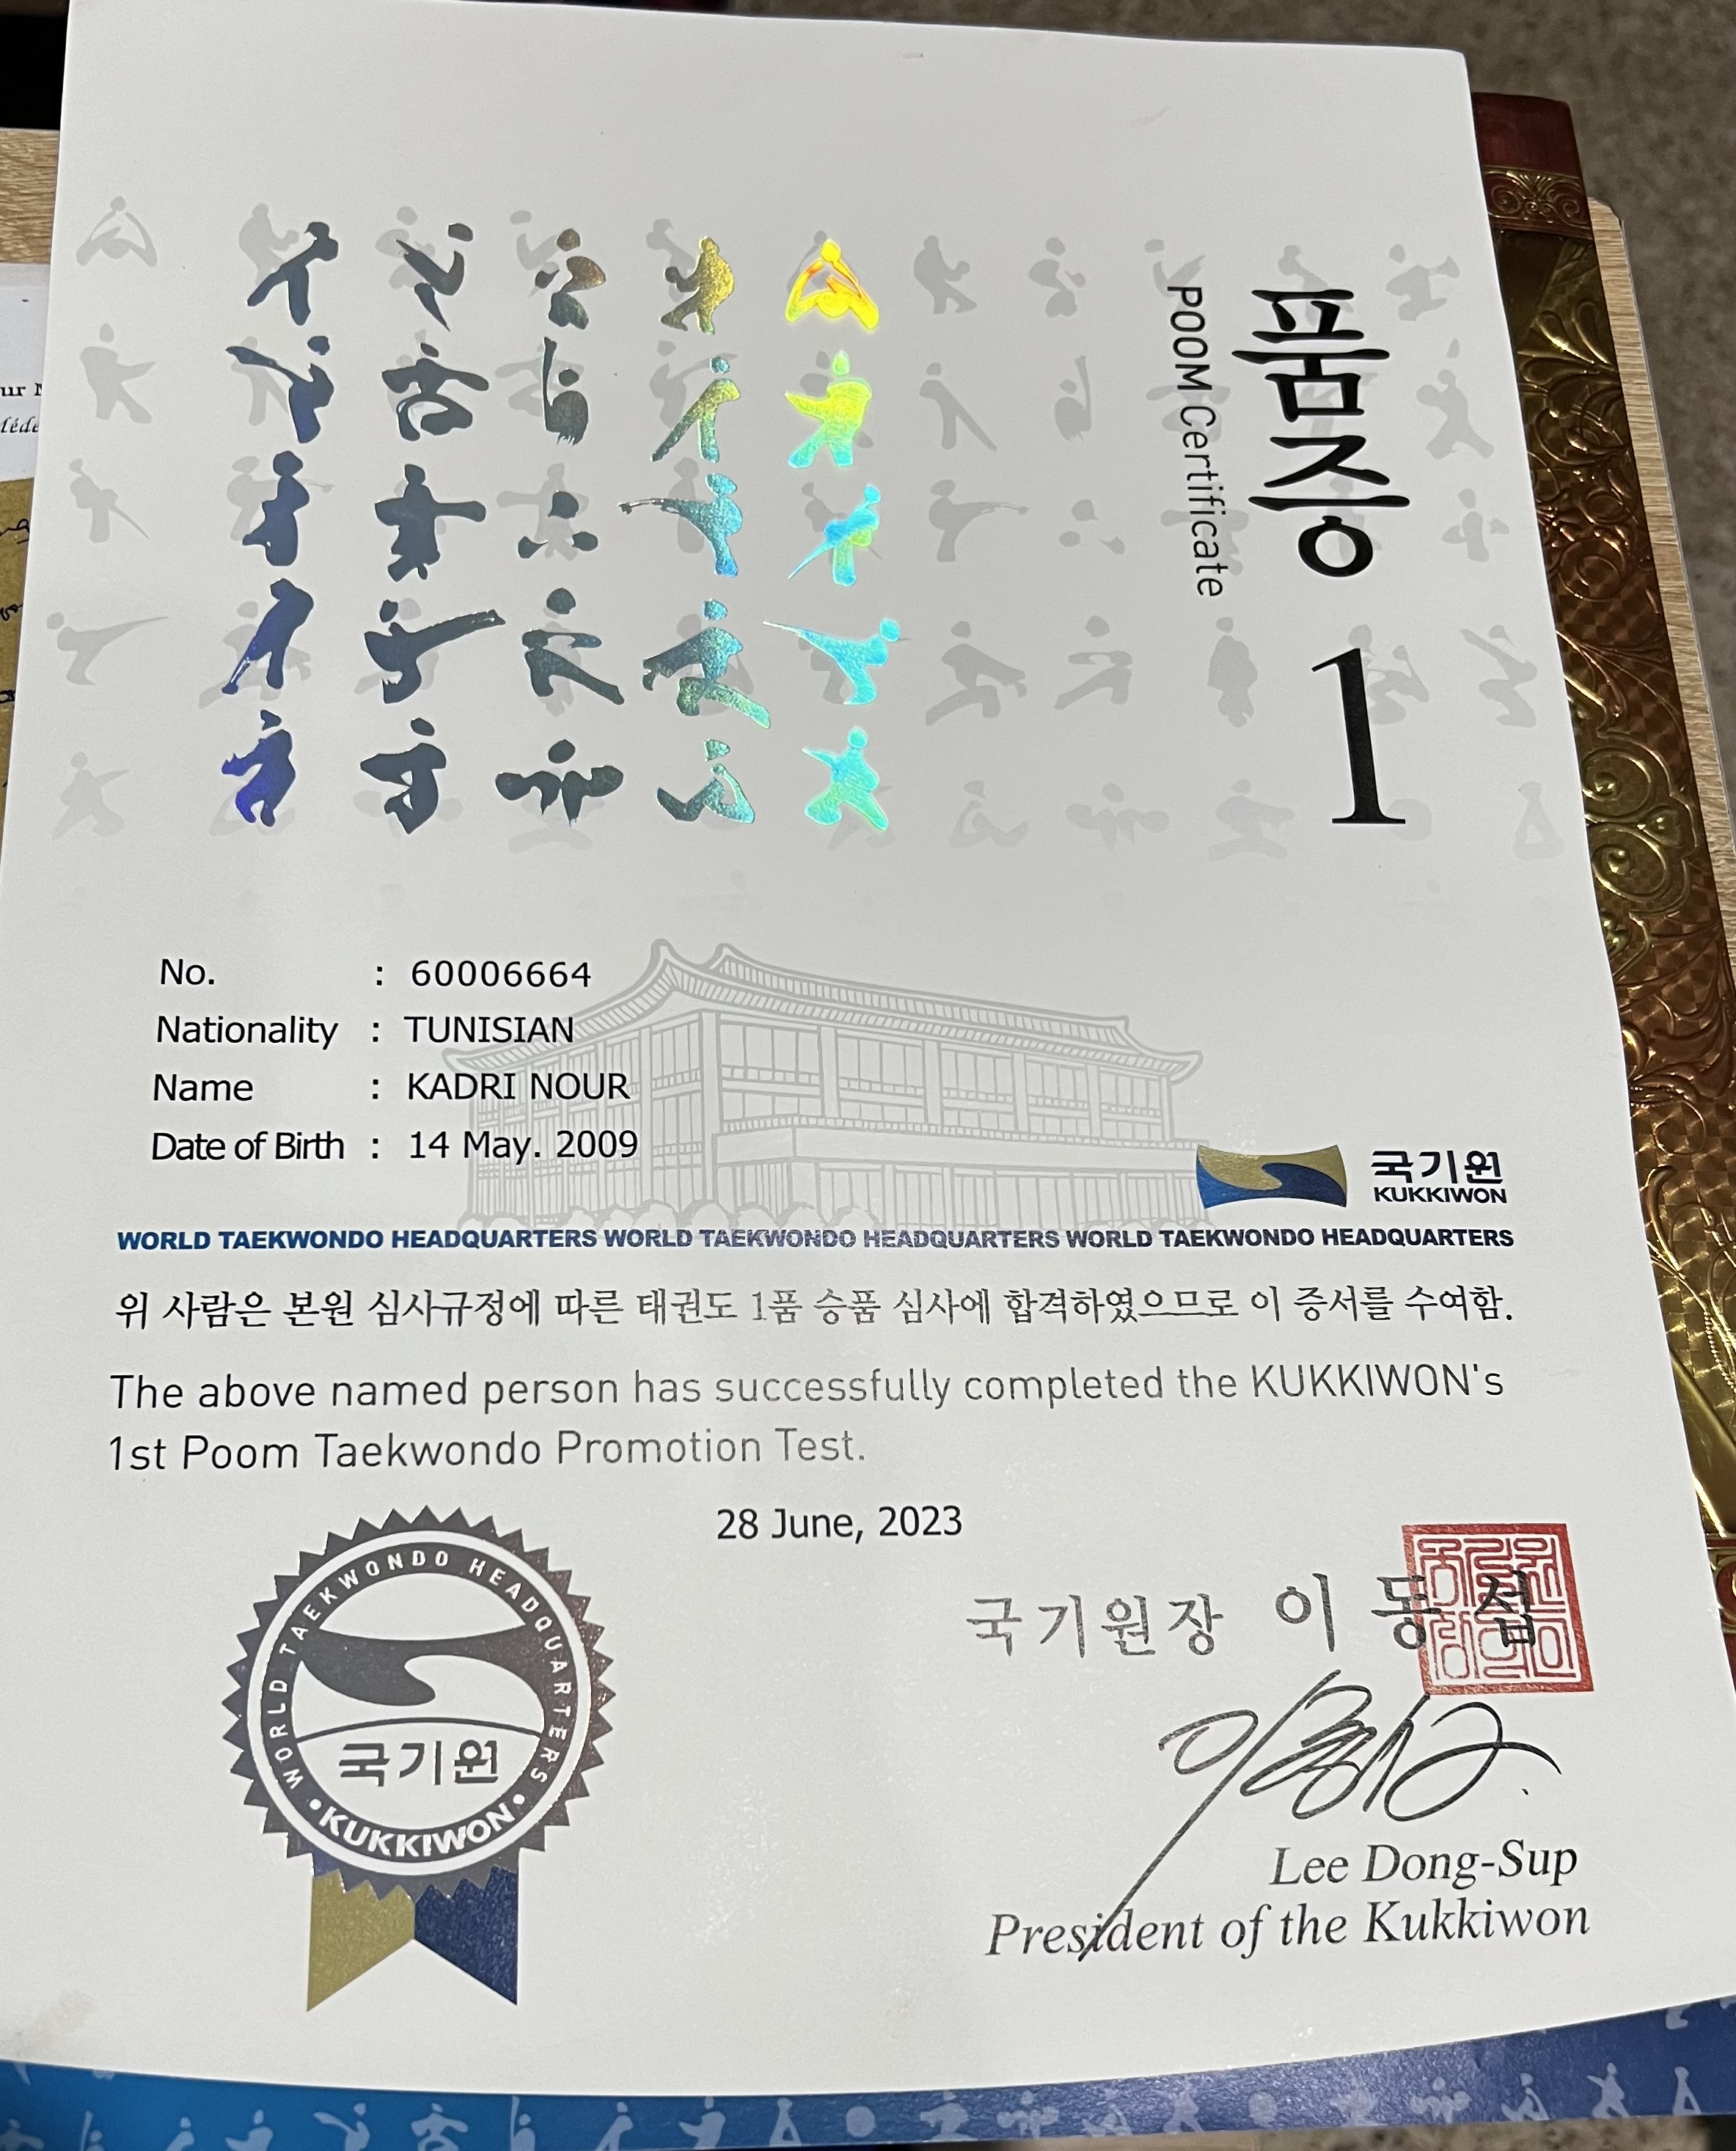 품증 1
POOM Certificate
ur
No. : 60006664
Nationality : TUNISIAN
Name : KADRI NOUR
Date of Birth : 14 May. 2009
국기원
KUKKIWON
WORLD TAEKWONDO HEADQUARTERS WORLD TAEKWONDO HEADQUARTERS WORLD TAEKWONDO HEADQUARTERS
위 사람은 본원 심사규정에 따른 태권도 1품 승품 심사에 합격하였으므로 이 증서를 수여함.
The above named person has successfully completed the KUKKIWON's
1st Poom Taekwondo Promotion Test.
28 June, 2023
국기원장 이동섭
Lee Dong-Sup
President of the Kukkiwon
WORLD TAEKWONDO HEADQUARTERS
국기원
•KUKKIWON•